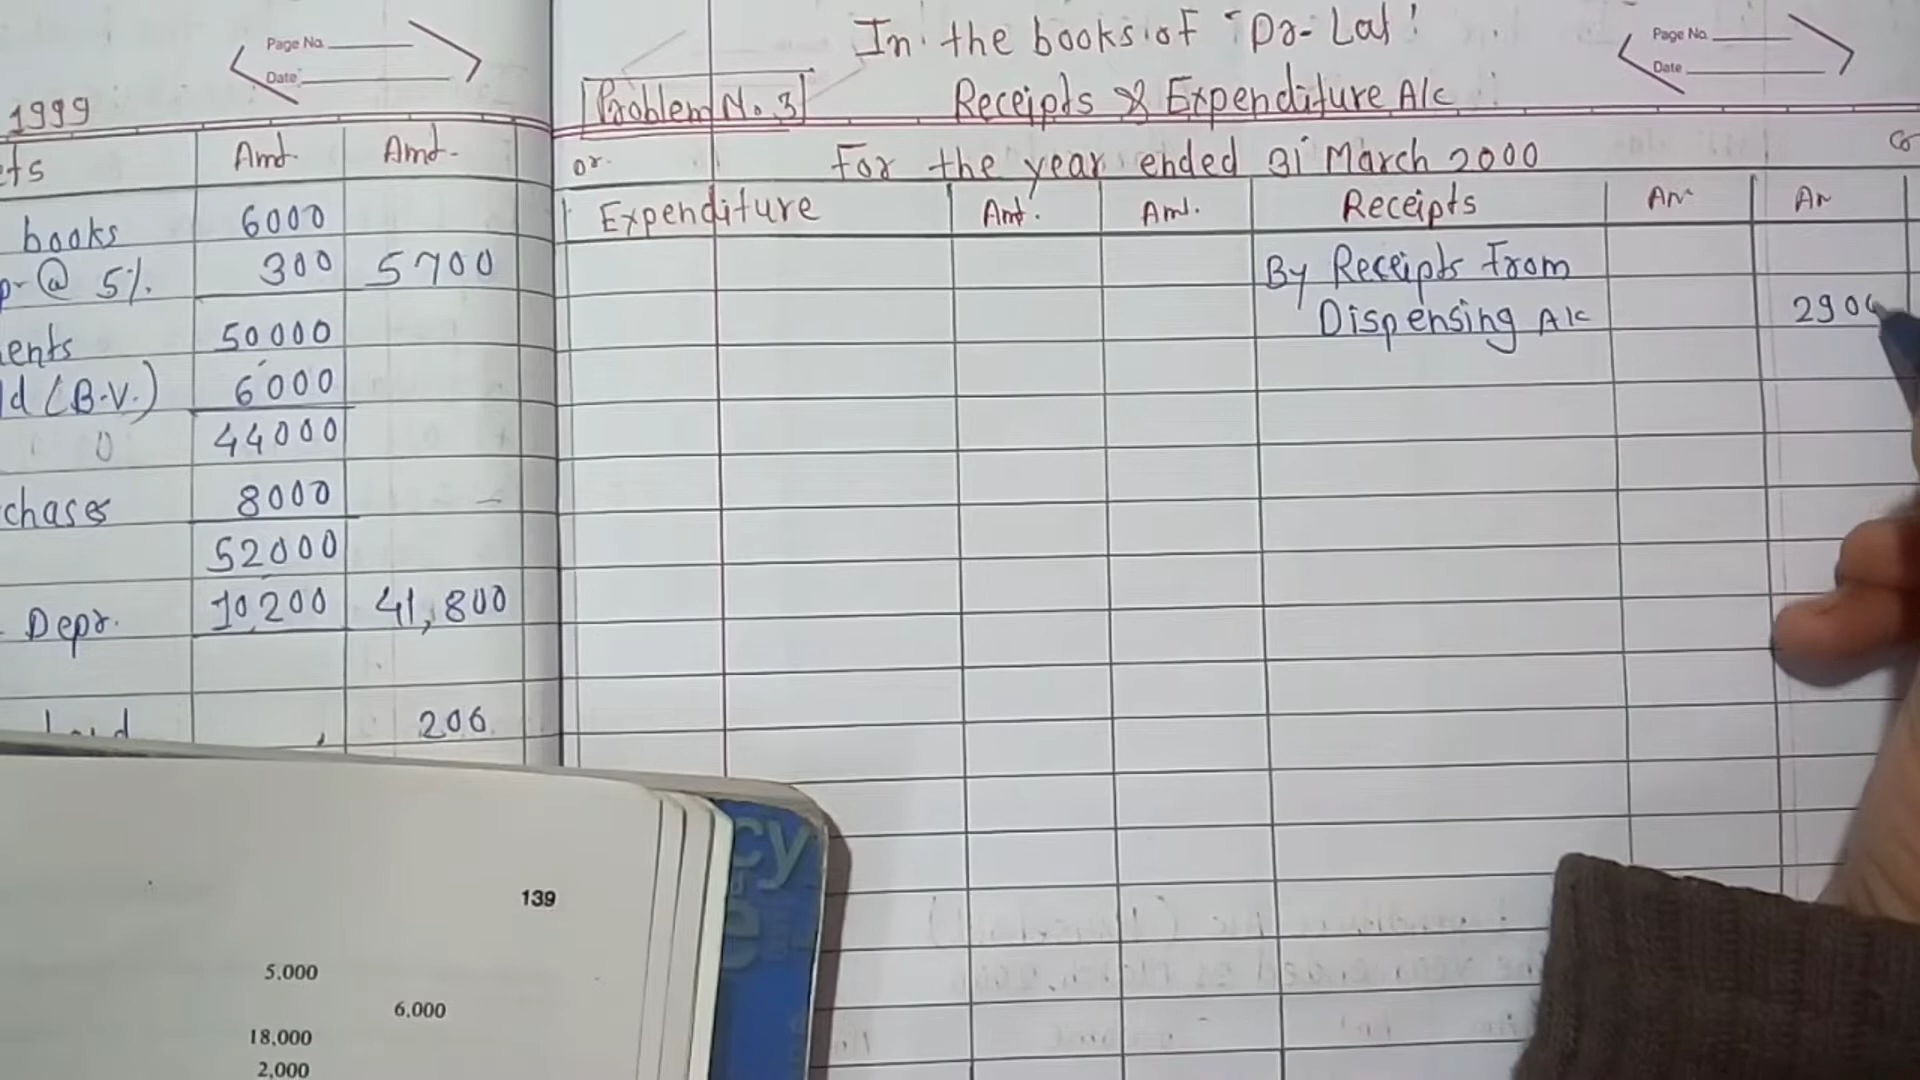 Page No.
Date
1999
Amt. Amt.
books 6000
@ 5%. 300 5700
50000
(B.V.) 6000
44000
8000
52000
Depr. 10,200 41,800
206
139
5,000
6,000
18,000
2,000
In the books of "Dr. Lal"
Page No.
Date
Problem No. 3
Receipts & Expenditure A/c
For the year ended 31 March 2000
Expenditure Amt. Amt. Receipts Am Am
By Receipts From
Dispensing A/c